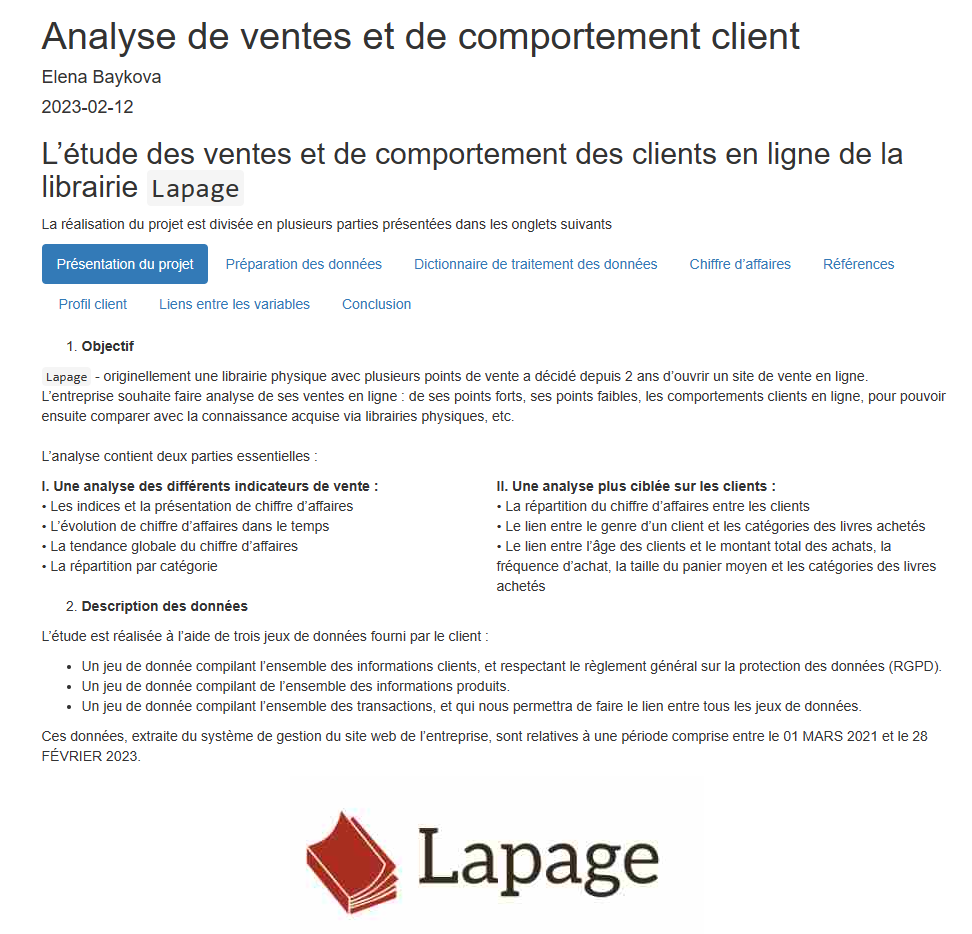 Analyse de ventes et de comportement client
Elena Baykova
2023-02-12
L’étude des ventes et de comportement des clients en ligne de la
librairie Lapage
La réalisation du projet est divisée en plusieurs parties présentées dans les onglets suivants
Présentation du projet Préparation des données Dictionnaire de traitement des données Chiffre d’affaires Références
Profil client Liens entre les variables Conclusion
1. Objectif
Lapage - originellement une librairie physique avec plusieurs points de vente a décidé depuis 2 ans d’ouvrir un site de vente en ligne.
L’entreprise souhaite faire analyse de ses ventes en ligne : de ses points forts, ses points faibles, les comportements clients en ligne, pour pouvoir
ensuite comparer avec la connaissance acquise via librairies physiques, etc.
L’analyse contient deux parties essentielles :
I. Une analyse des différents indicateurs de vente :
• Les indices et la présentation de chiffre d’affaires
• L’évolution de chiffre d’affaires dans le temps
• La tendance globale du chiffre d’affaires
• La répartition par catégorie
II. Une analyse plus ciblée sur les clients :
• La répartition du chiffre d’affaires entre les clients
• Le lien entre le genre d’un client et les catégories des livres achetés
• Le lien entre l’âge des clients et le montant total des achats, la
fréquence d’achat, la taille du panier moyen et les catégories des livres
achetés
2. Description des données
L’étude est réalisée à l’aide de trois jeux de données fourni par le client :
• Un jeu de donnée compilant l’ensemble des informations clients, et respectant le règlement général sur la protection des données (RGPD).
• Un jeu de donnée compilant de l’ensemble des informations produits.
• Un jeu de donnée compilant l’ensemble des transactions, et qui nous permettra de faire le lien entre tous les jeux de données.
Ces données, extraite du système de gestion du site web de l’entreprise, sont relatives à une période comprise entre le 01 MARS 2021 et le 28
FÉVRIER 2023.
Lapage